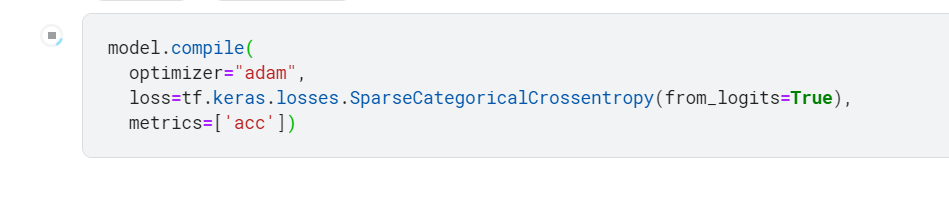 model.compile(
  optimizer="adam",
  loss=tf.keras.losses.SparseCategoricalCrossentropy(from_logits=True),
  metrics=['acc'])